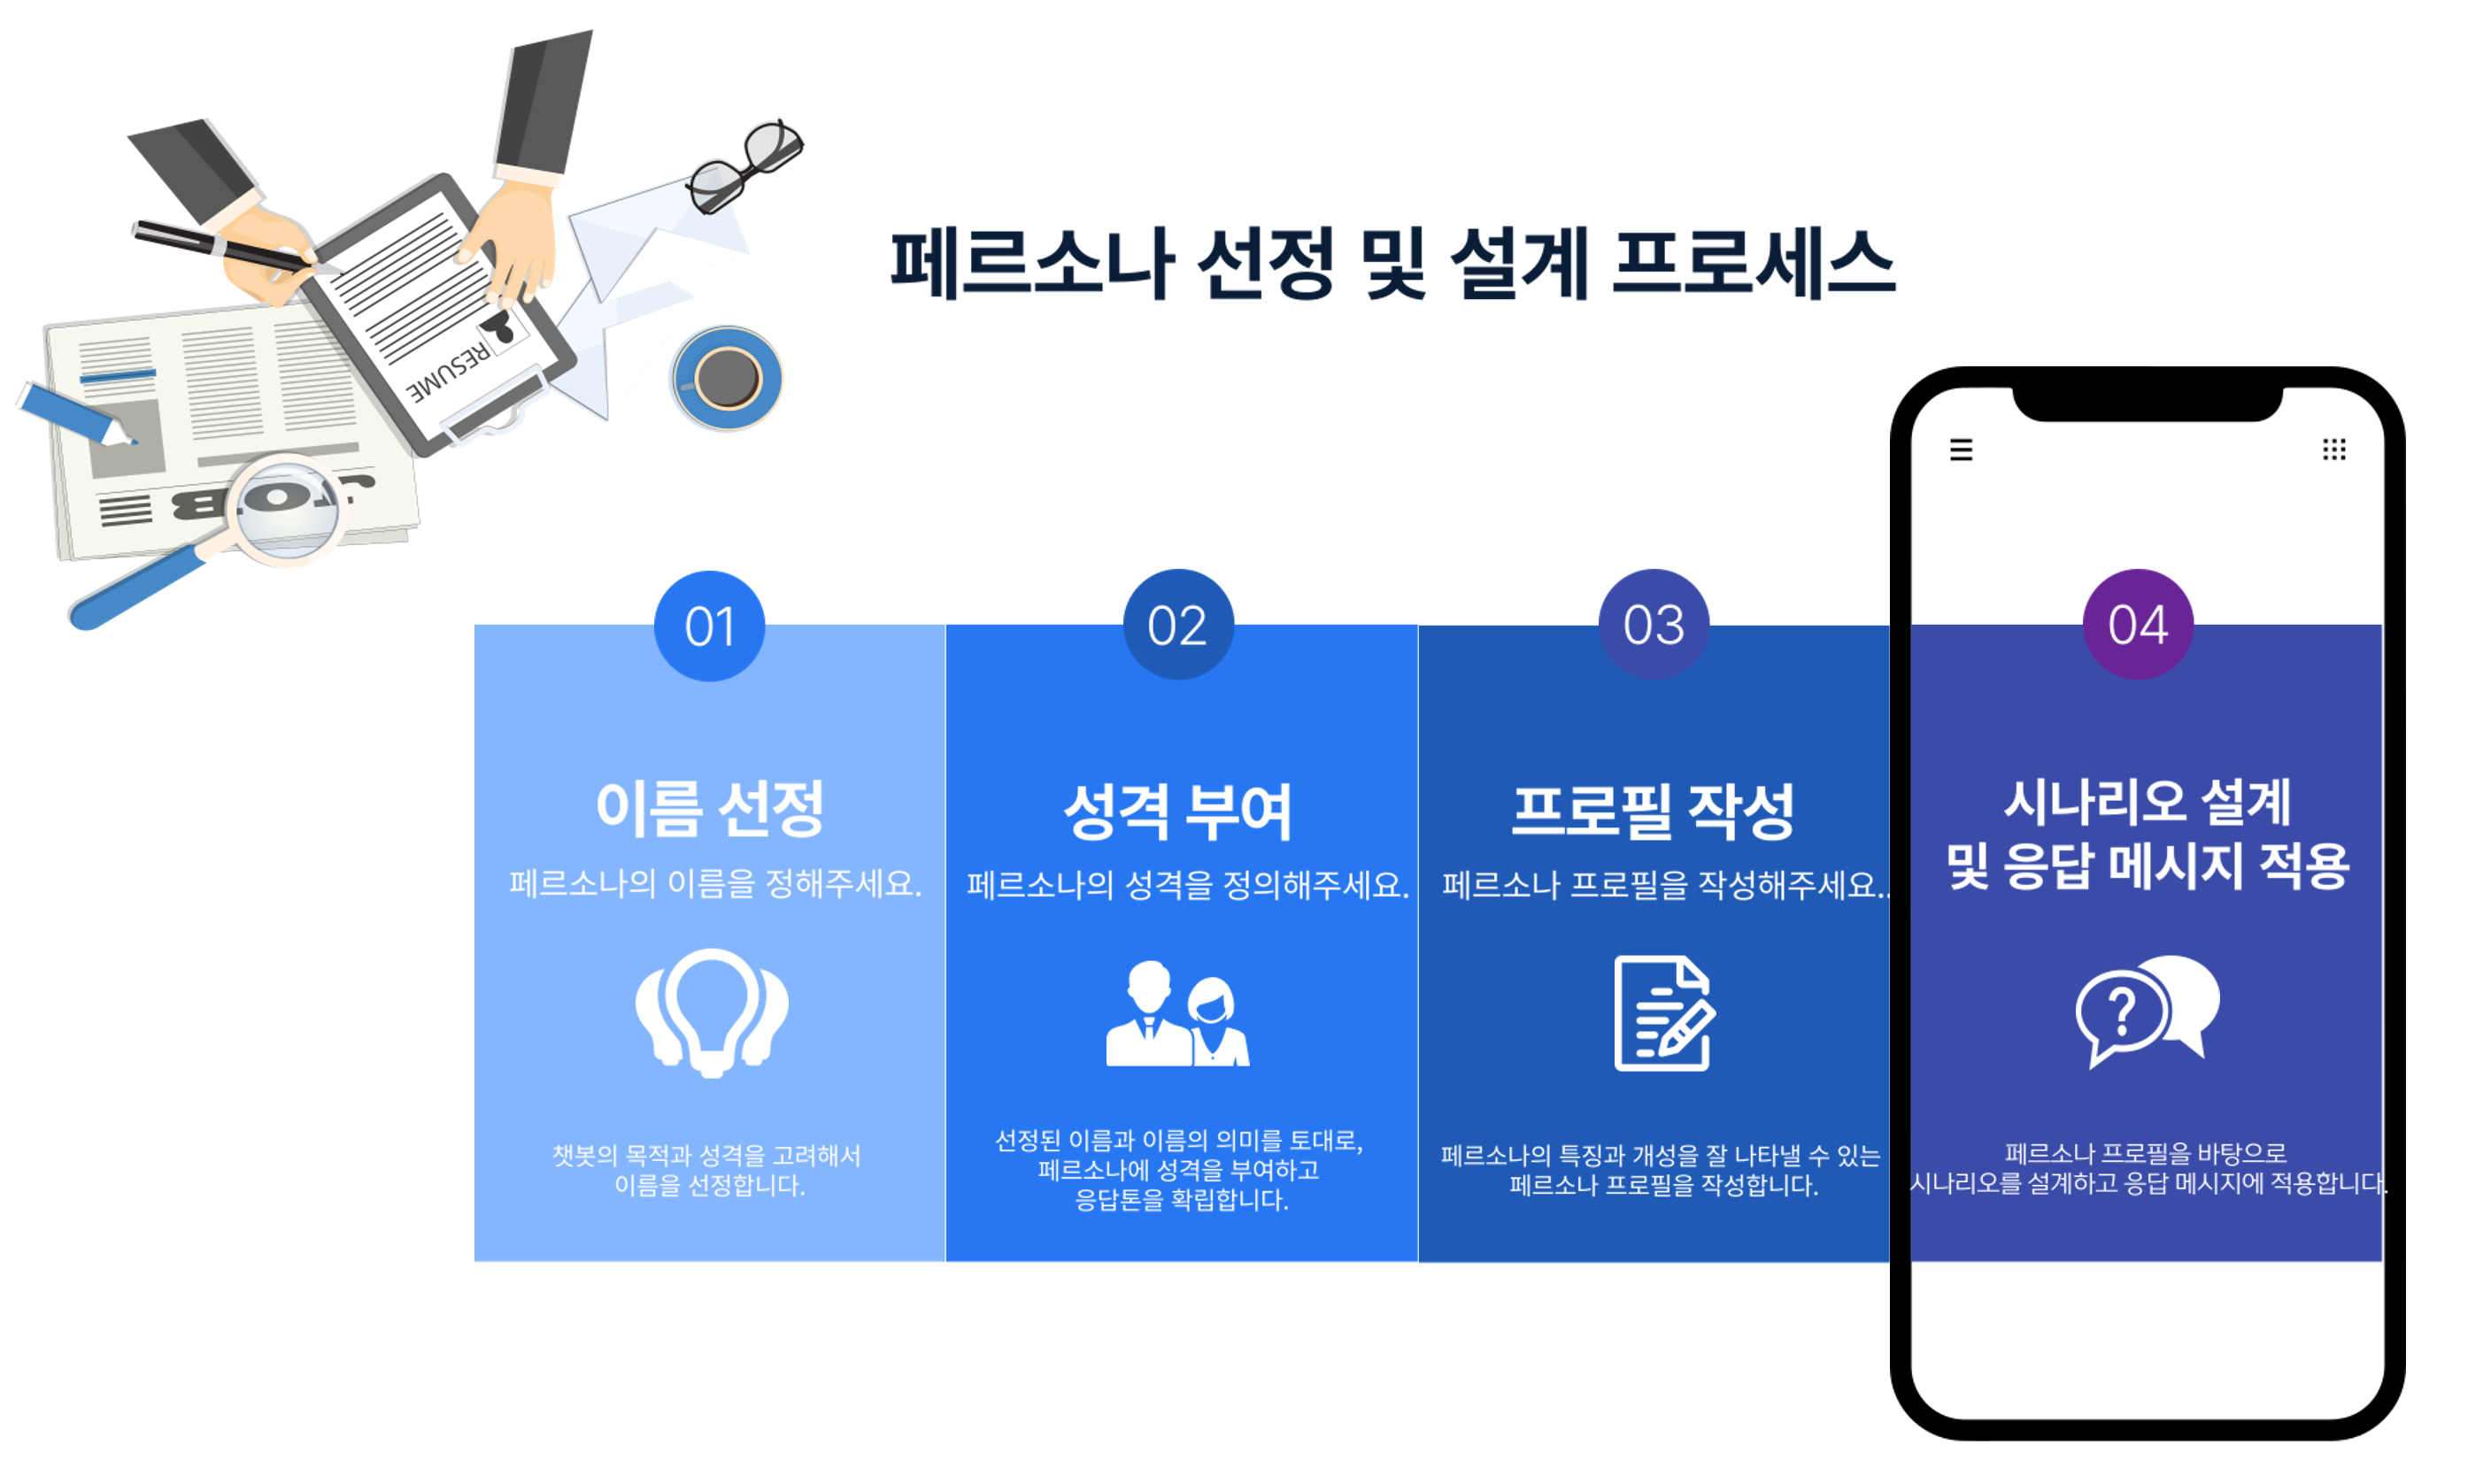 페르소나 선정 및 설계 프로세스
RESUME
JOB
01
이름 선정
페르소나의 이름을 정해주세요.
챗봇의 목적과 성격을 고려해서
이름을 선정합니다.
02
성격 부여
페르소나의 성격을 정의해주세요.
선정된 이름과 이름의 의미를 토대로,
페르소나에 성격을 부여하고
응답톤을 확립합니다.
03
프로필 작성
페르소나 프로필을 작성해주세요..
페르소나의 특징과 개성을 잘 나타낼 수 있는
페르소나 프로필을 작성합니다.
04
시나리오 설계
및 응답 메시지 적용
?
페르소나 프로필을 바탕으로
시나리오를 설계하고 응답 메시지에 적용합니다.